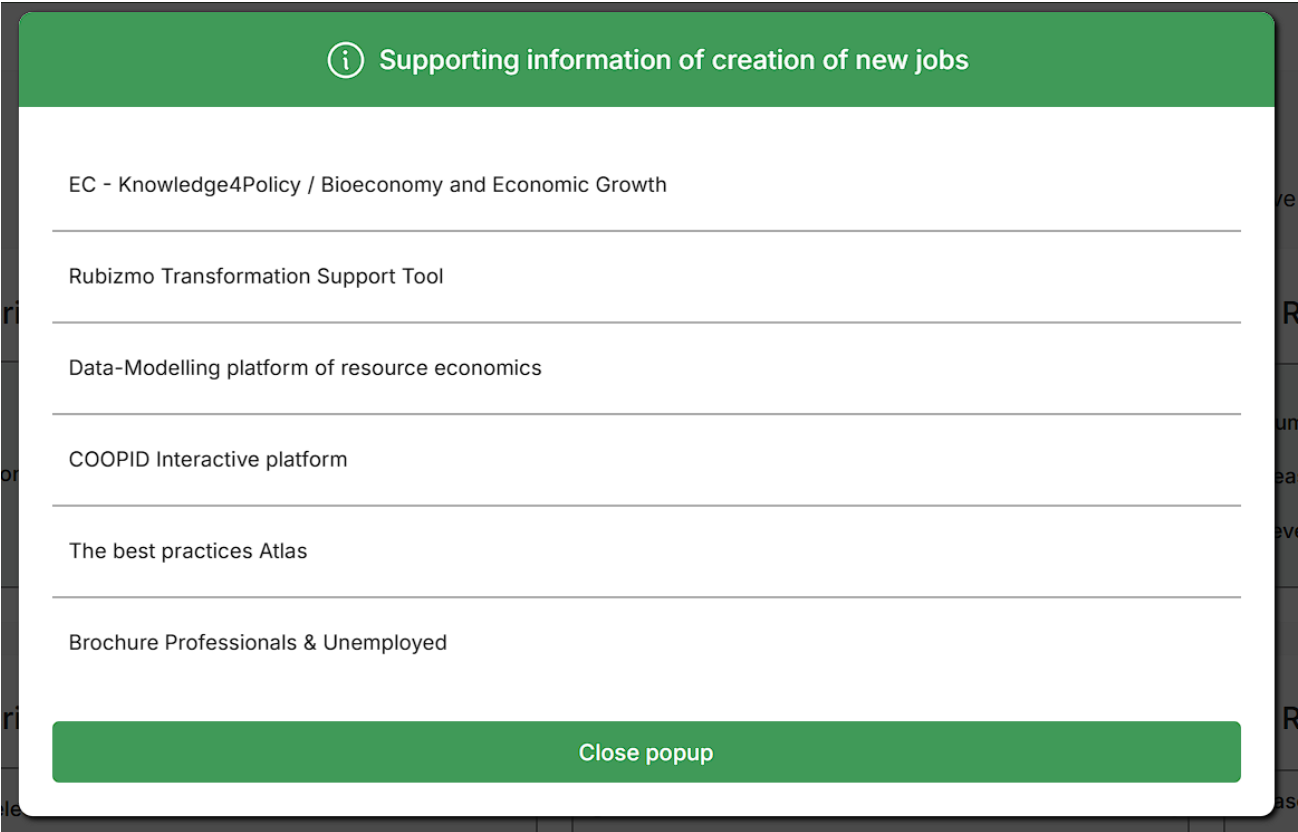 Supporting information of creation of new jobs
EC - Knowledge4Policy / Bioeconomy and Economic Growth
Rubizmo Transformation Support Tool
Data-Modelling platform of resource economics
COOPID Interactive platform
The best practices Atlas
Brochure Professionals & Unemployed
Close popup